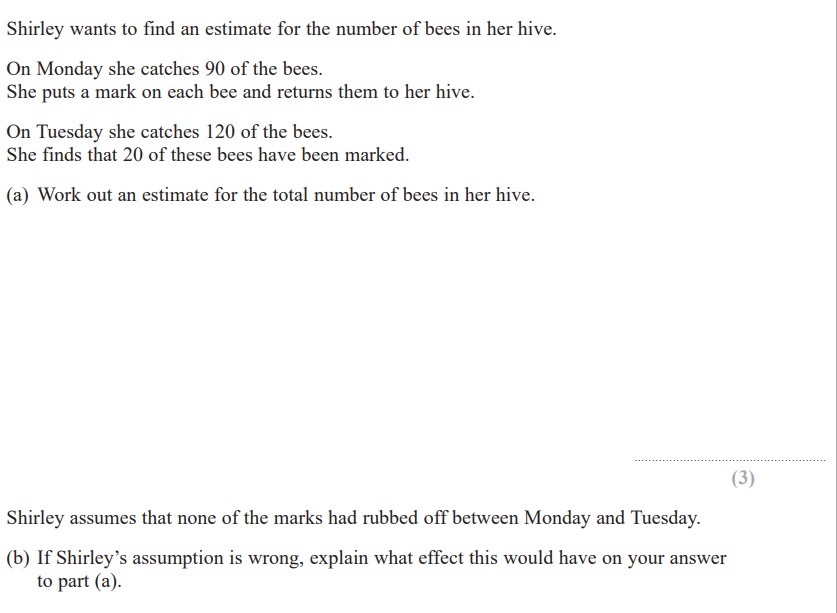 Shirley wants to find an estimate for the number of bees in her hive.
On Monday she catches 90 of the bees.
She puts a mark on each bee and returns them to her hive.
On Tuesday she catches 120 of the bees.
She finds that 20 of these bees have been marked.
(a) Work out an estimate for the total number of bees in her hive.
(3)
Shirley assumes that none of the marks had rubbed off between Monday and Tuesday.
(b) If Shirley’s assumption is wrong, explain what effect this would have on your answer
to part (a).